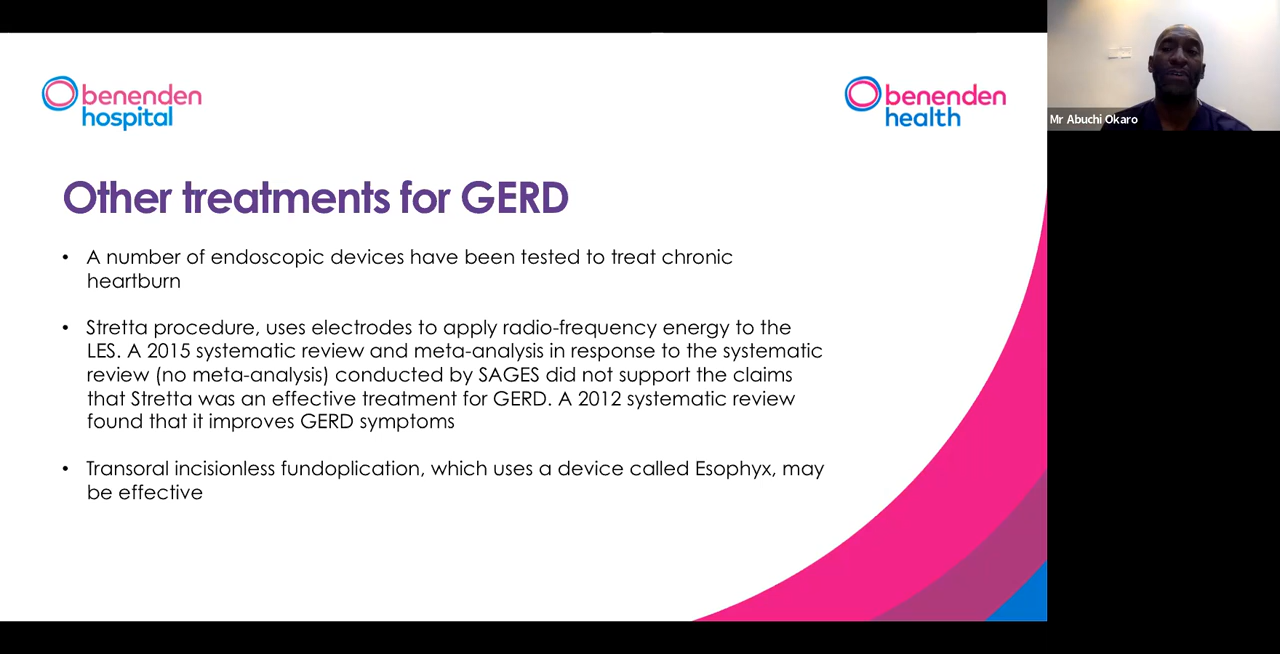 benenden
hospital
benenden
health
Mr Abuchi Okaro
Other treatments for GERD
• A number of endoscopic devices have been tested to treat chronic
heartburn
• Stretta procedure, uses electrodes to apply radio-frequency energy to the
LES. A 2015 systematic review and meta-analysis in response to the systematic
review (no meta-analysis) conducted by SAGES did not support the claims
that Stretta was an effective treatment for GERD. A 2012 systematic review
found that it improves GERD symptoms
• Transoral incisionless fundoplication, which uses a device called Esophyx, may
be effective